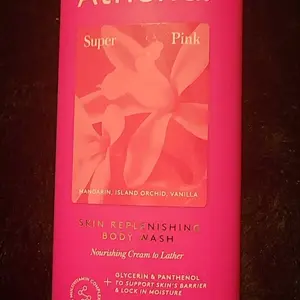 Super Pink
MANDARIN, ISLAND ORCHID, VANILLA
SKIN REPLENISHING
BODY WASH
Nourishing Cream to Lather
GLYCERIN & PANTHENOL
+ TO SUPPORT SKIN'S BARRIER
& LOCK IN MOISTURE